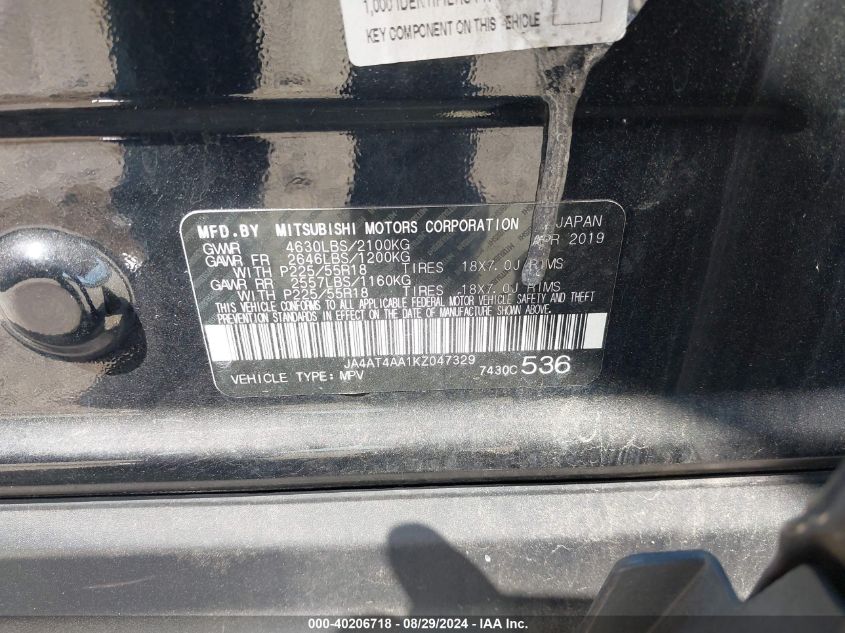 KEY COMPONENT ON THIS VEHICLE
MFD.BY MITSUBISHI MOTORS CORPORATION JAPAN
GVWR 4630LBS/2100KG APR 2019
GAWR FR 2646LBS/1200KG
WITH P225/55R18 TIRES 18X7.0J RIMS
GAWR RR 2557LBS/1160KG
WITH P225/55R18 TIRES 18X7.0J RIMS
THIS VEHICLE CONFORMS TO ALL APPLICABLE FEDERAL MOTOR VEHICLE SAFETY AND THEFT
PREVENTION STANDARDS IN EFFECT ON THE DATE OF MANUFACTURE SHOWN ABOVE.
JA4AT4AA1KZ047329
VEHICLE TYPE: MPV 7430C 536
000-40206718 - 08/29/2024 - IAA Inc.